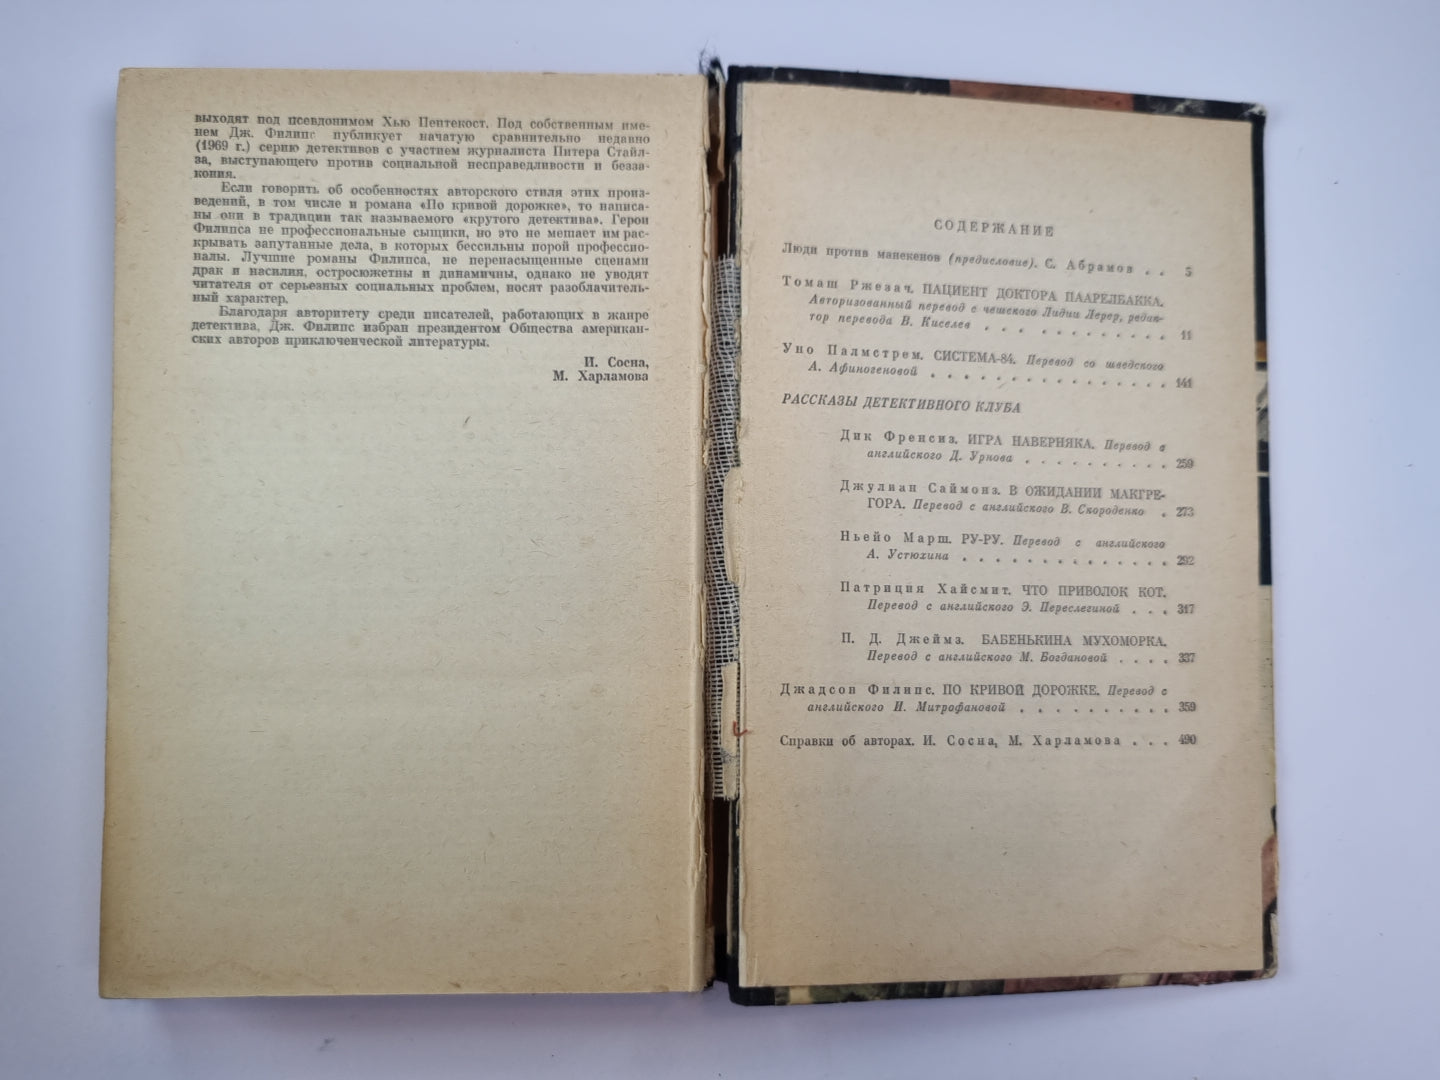 выходят под псевдонимом Хью Пентекост. Под собственным име-
нем Дж. Филипс публикует начатую сравнительно недавно
(1969 г.) серию детективов с участием журналиста Питера Стайл-
за, выступающего против социальной несправедливости и безза-
кония.
Если говорить об особенностях авторского стиля этих произ-
ведений, в том числе и романа «По кривой дорожке», то написа-
ны они в традиции так называемого «крутого детектива». Герои
Филипса не профессиональные сыщики, но это не мешает им рас-
крывать запутанные дела, в которых бессильны порой профессио-
налы. Лучшие романы Филипса, не перенасыщенные сценами
драк и насилия, остросюжетны и динамичны, однако не уводят
читателя от серьезных социальных проблем, носят разоблачитель-
ный характер.
Благодаря авторитету среди писателей, работающих в жанре
детектива, Дж. Филипс избран президентом Общества американ-
ских авторов приключенческой литературы.
И. Сосна,
М. Харламова
СОДЕРЖАНИЕ
Люди против манекенов (предисловие). С. Абрамов . . 5
Томаш Ржезач. ПАЦИЕНТ ДОКТОРА ПААРЕЛБАККА.
Авторизованный перевод с чешского Лидии Лерер, редак-
тор перевода В. Киселев . . . . . . . . . . 11
Уно Палмстрем. СИСТЕМА-84. Перевод со шведского
А. Афиногеновой . . . . . . . . . . . . . . . . 141
РАССКАЗЫ ДЕТЕКТИВНОГО КЛУБА
Дик Френсиз. ИГРА НАВЕРНЯКА. Перевод с
английского Д. Урнова . . . . . . . . . . . 259
Джулиан Саймонз. В ОЖИДАНИИ МАКГРЕ-
ГОРА. Перевод с английского В. Скороденко . 273
Ньейо Марш. РУ-РУ. Перевод с английского
А. Устюхина . . . . . . . . . . . . . . . 292
Патриция Хайсмит. ЧТО ПРИВОЛОК КОТ.
Перевод с английского Э. Переслегиной . . . 317
П. Д. Джеймз. БАБЕНЬКИНА МУХОМОРКА.
Перевод с английского М. Богдановой . . . . 337
Джадсон Филипс. ПО КРИВОЙ ДОРОЖКЕ. Перевод с
английского И. Митрофановой . . . . . . . . . . 359
Справки об авторах. И. Сосна, М. Харламова . . . 490